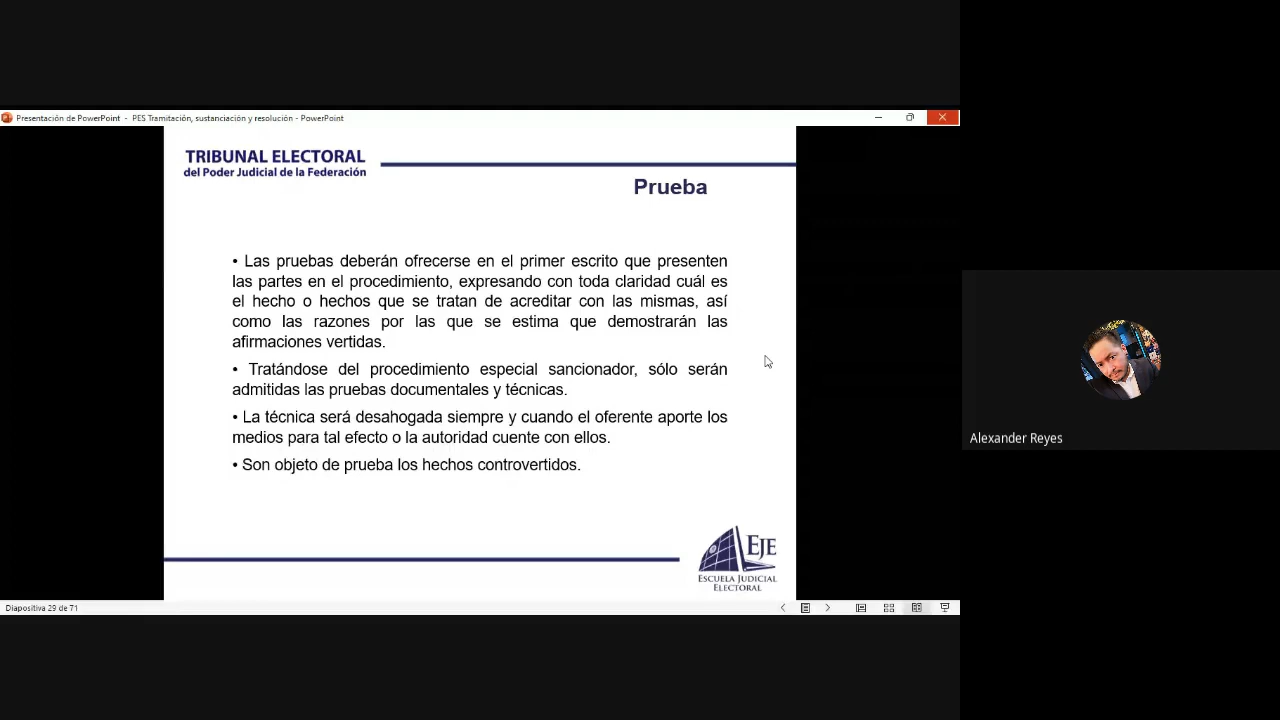 Presentación de PowerPoint - PES Tramitación, sustanciación y resolución - PowerPoint
TRIBUNAL ELECTORAL
del Poder Judicial de la Federación
Prueba
• Las pruebas deberán ofrecerse en el primer escrito que presenten
las partes en el procedimiento, expresando con toda claridad cuál es
el hecho o hechos que se tratan de acreditar con las mismas, así
como las razones por las que se estima que demostrarán las
afirmaciones vertidas.
• Tratándose del procedimiento especial sancionador, sólo serán
admitidas las pruebas documentales y técnicas.
• La técnica será desahogada siempre y cuando el oferente aporte los
medios para tal efecto o la autoridad cuente con ellos.
• Son objeto de prueba los hechos controvertidos.
EJE
ESCUELA JUDICIAL
ELECTORAL
Diapositiva 29 de 71
Alexander Reyes